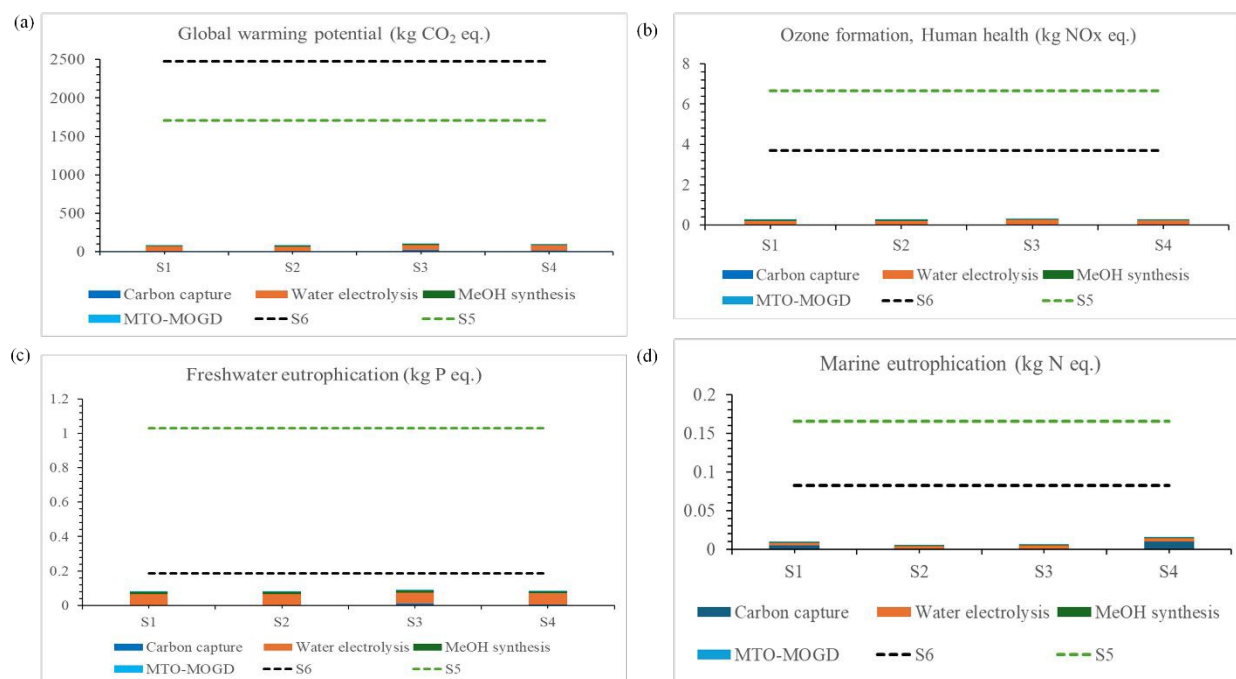 (a)
Global warming potential (kg CO₂ eq.)
2500
2000
1500
1000
500
0
S1 S2 S3 S4
Carbon capture Water electrolysis MeOH synthesis
MTO-MOGD S6 S5
(b)
Ozone formation, Human health (kg NOx eq.)
8
6
4
2
0
S1 S2 S3 S4
Carbon capture Water electrolysis MeOH synthesis
MTO-MOGD S6 S5
(c)
Freshwater eutrophication (kg P eq.)
1.2
1
0.8
0.6
0.4
0.2
0
S1 S2 S3 S4
Carbon capture Water electrolysis MeOH synthesis
MTO-MOGD S6 S5
(d)
Marine eutrophication (kg N eq.)
0.2
0.15
0.1
0.05
0
S1 S2 S3 S4
Carbon capture Water electrolysis MeOH synthesis
MTO-MOGD S6 S5